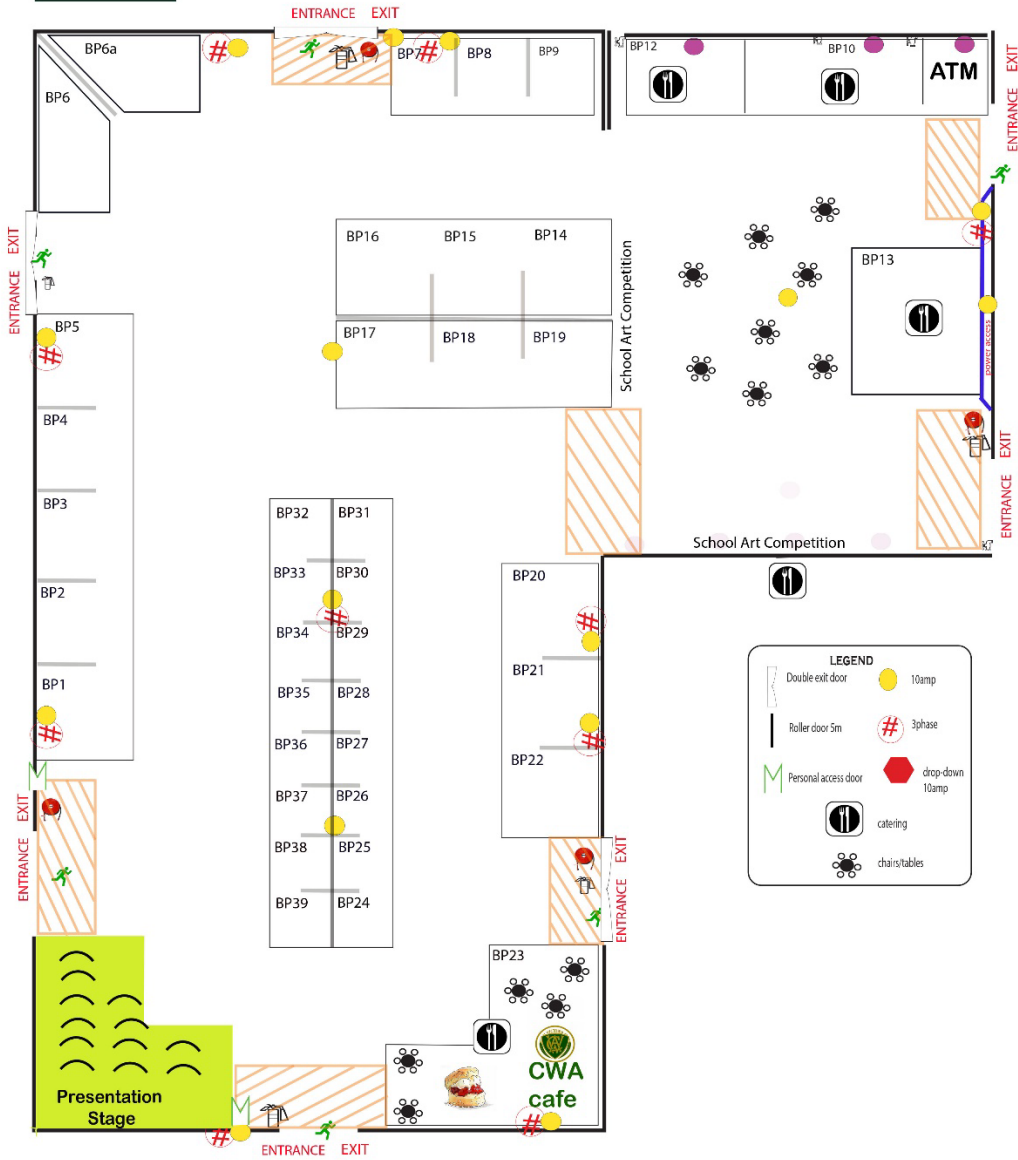 ENTRANCE EXIT
BP6a
BP6
BP7
BP8
BP9
BP12
BP10
ATM
ENTRANCE EXIT
ENTRANCE EXIT
BP16
BP15
BP14
BP17
BP18
BP19
School Art Competition
BP13
power access
BP5
BP4
BP3
BP2
BP1
ENTRANCE EXIT
School Art Competition
BP32
BP31
BP33
BP30
BP34
BP29
BP35
BP28
BP36
BP27
BP37
BP26
BP38
BP25
BP39
BP24
BP20
BP21
BP22
LEGEND
Double exit door
10amp
Roller door 5m
3phase
Personal access door
drop-down
10amp
catering
chairs/tables
ENTRANCE EXIT
ENTRANCE EXIT
BP23
CWA
cafe
Presentation
Stage
ENTRANCE EXIT